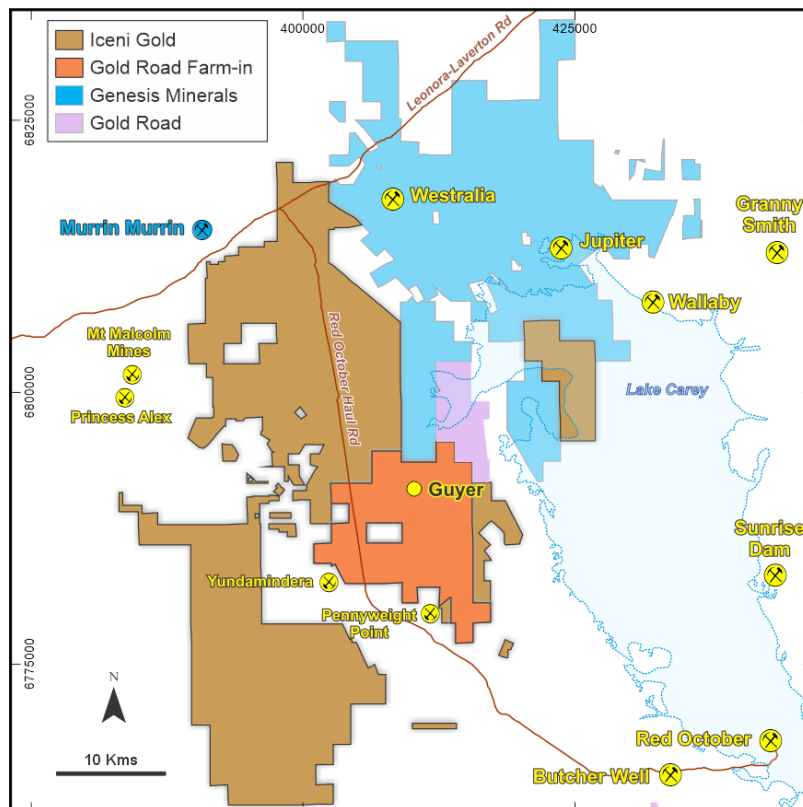 400000
425000
Iceni Gold
Gold Road Farm-in
Genesis Minerals
Gold Road
Leonora-Laverton Rd
6825000
Westralia
Granny
Smith
Murrin Murrin
Jupiter
Wallaby
Red October Haul Rd
Mt Malcolm
Mines
Princess Alex
6800000
Lake Carey
Guyer
Sunrise
Dam
Yundamindera
Pennyweight
Point
6775000
N
10 Kms
Red October
Butcher Well